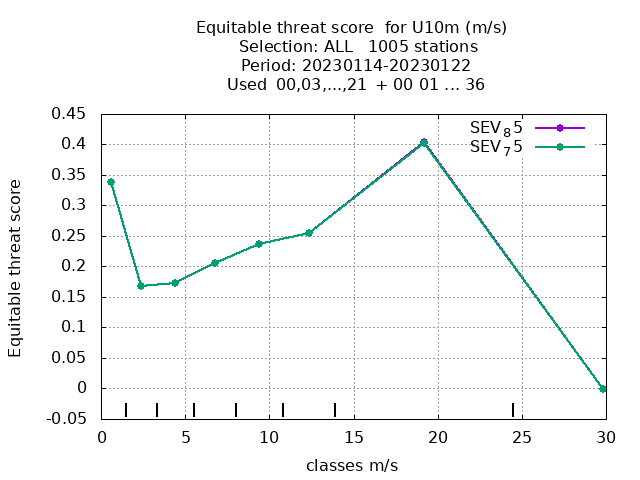 Equitable threat score for U10m (m/s)
Selection: ALL 1005 stations
Period: 20230114-20230122
Used 00,03,...,21 + 00 01 ... 36
SEV₈5
SEV₇5
Equitable threat score
0.45
0.4
0.35
0.3
0.25
0.2
0.15
0.1
0.05
0
-0.05
0 5 10 15 20 25 30
classes m/s